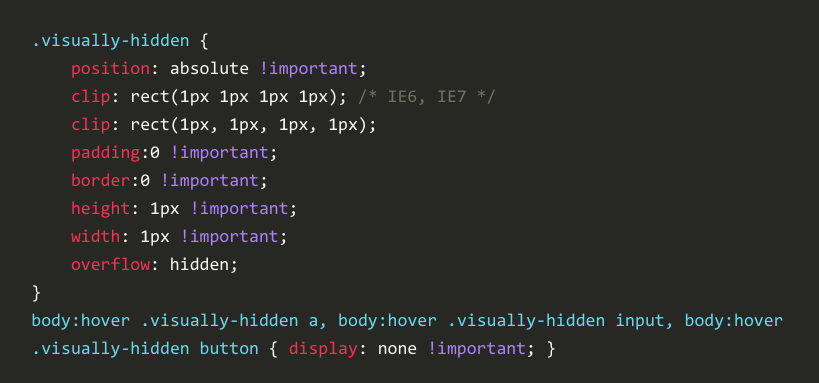 .visually-hidden {
    position: absolute !important;
    clip: rect(1px 1px 1px 1px); /* IE6, IE7 */
    clip: rect(1px, 1px, 1px, 1px);
    padding:0 !important;
    border:0 !important;
    height: 1px !important;
    width: 1px !important;
    overflow: hidden;
}
body:hover .visually-hidden a, body:hover .visually-hidden input, body:hover
.visually-hidden button { display: none !important; }